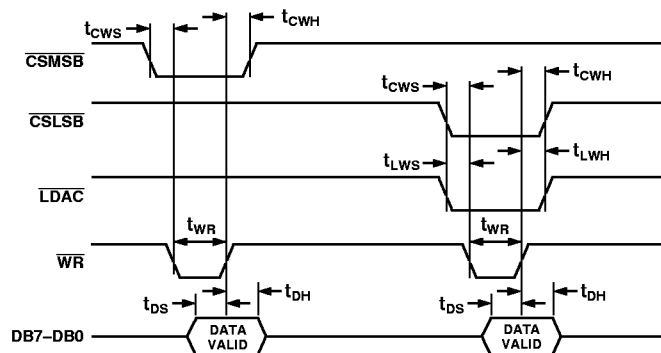 tCWS tCWH
CSMSB
tCWS tCWH
CSLSB
tLWS tLWH
LDAC
tWR tWR
WR
tDS tDH tDS tDH
DB7–DB0 DATA VALID DATA VALID